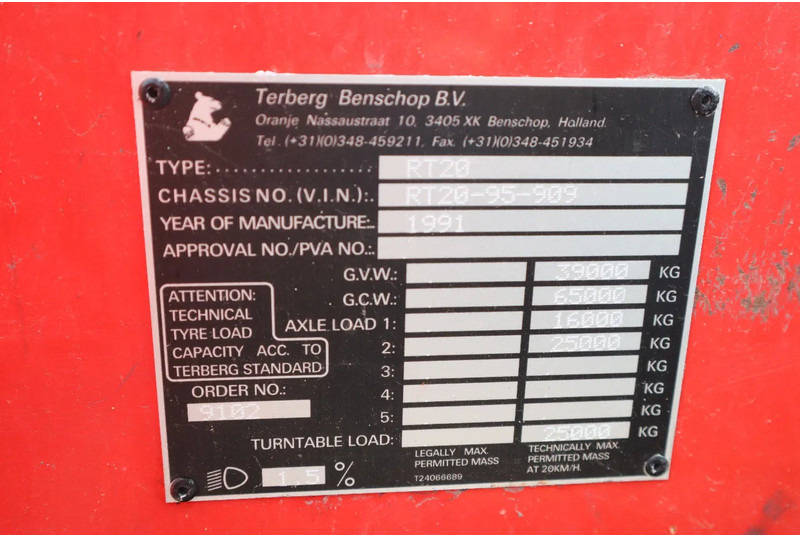 Terberg Benschop B.V.
Oranje Nassaustraat 10, 3405 XK Benschop, Holland.
Tel. (+31)(0)348-459211, Fax. (+31)(0)348-451934
TYPE: RT20
CHASSIS NO. (V.I.N.): RT20-95-909
YEAR OF MANUFACTURE: 1991
APPROVAL NO./PVA NO.:
G.V.W.: 39000 KG
G.C.W.: 65000 KG
ATTENTION:
TECHNICAL
TYRE LOAD
CAPACITY ACC. TO
TERBERG STANDARD
AXLE LOAD 1: 16000 KG
2: 25000 KG
3: KG
4: KG
5: KG
ORDER NO.:
9102
TURNTABLE LOAD: 25000 KG
LEGALLY MAX.
PERMITTED MASS
TECHNICALLY MAX.
PERMITTED MASS
AT 20KM/H.
1.5 %
T24066689